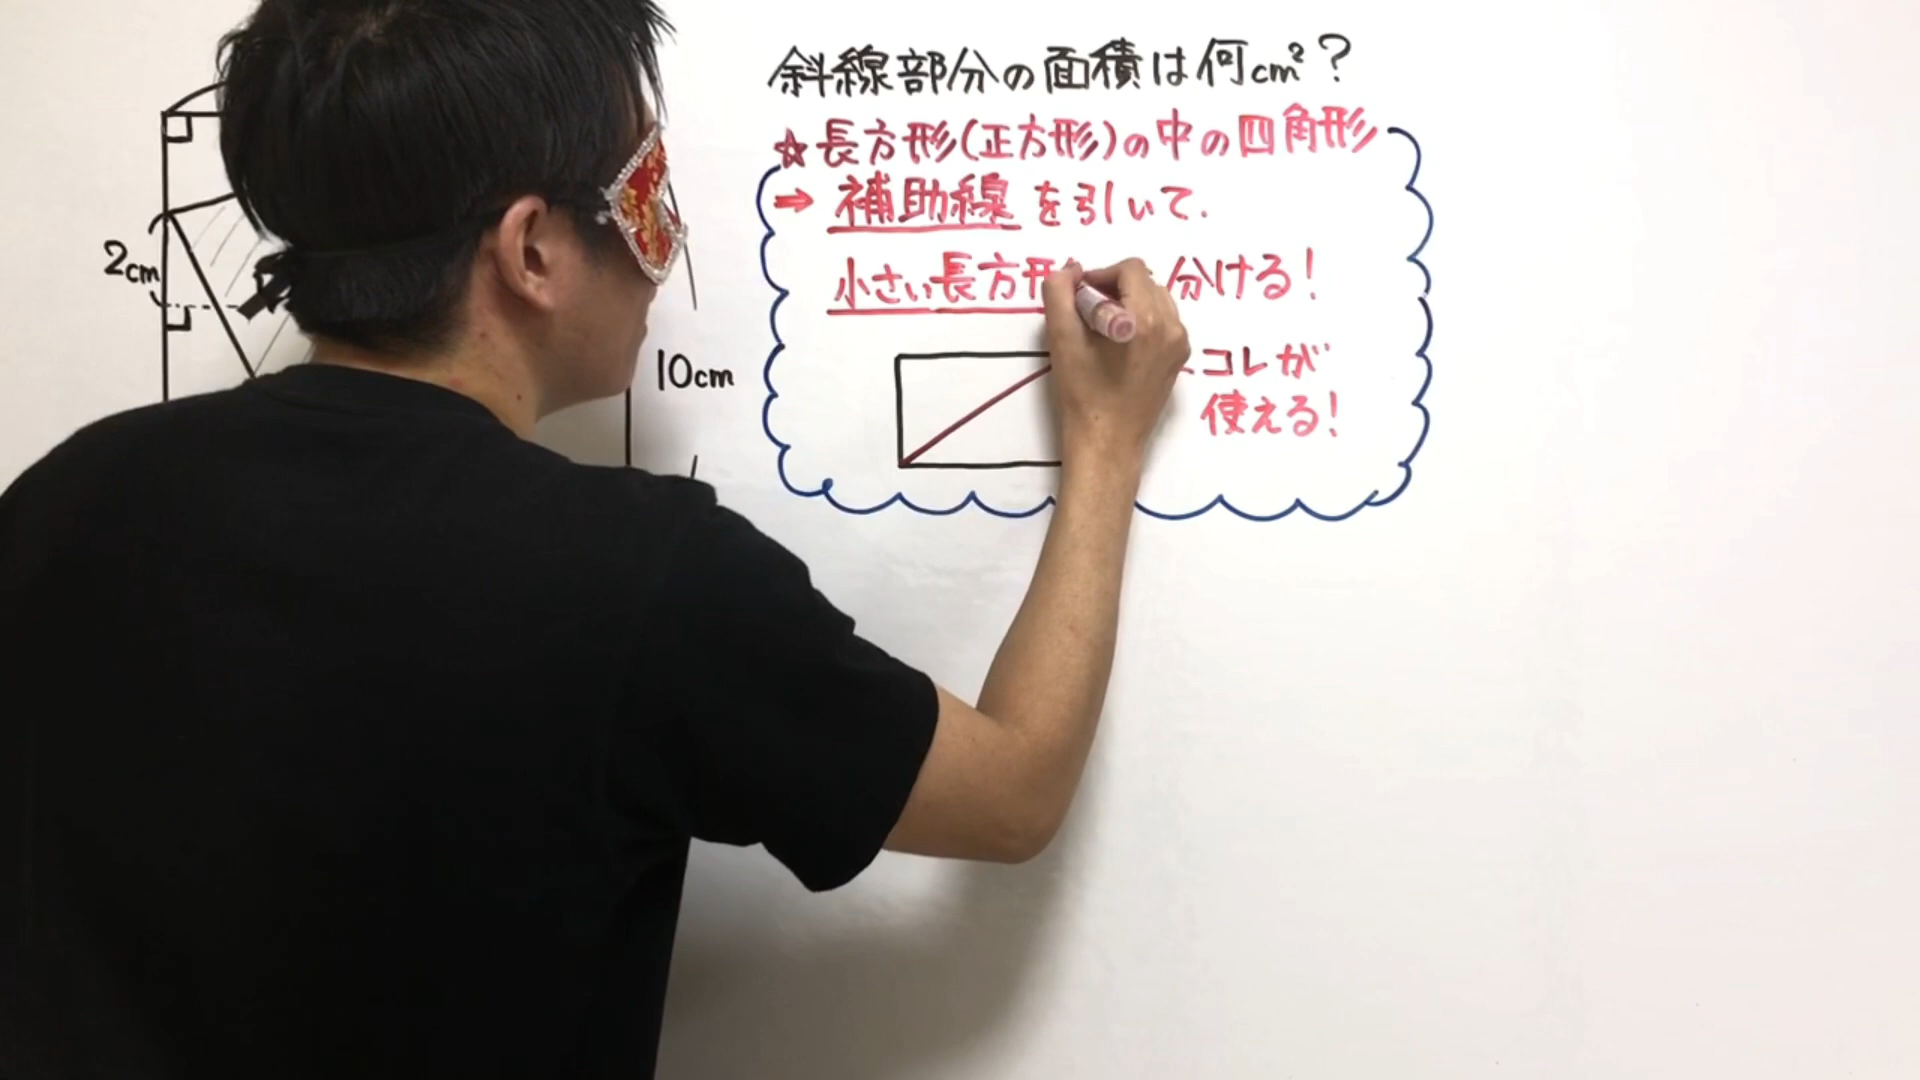 斜線部分の面積は何cm²?
☆長方形(正方形)の中の四角形
→ 補助線を引いて.
小さい長方形 分ける!
コレが
使える!
2cm
10cm